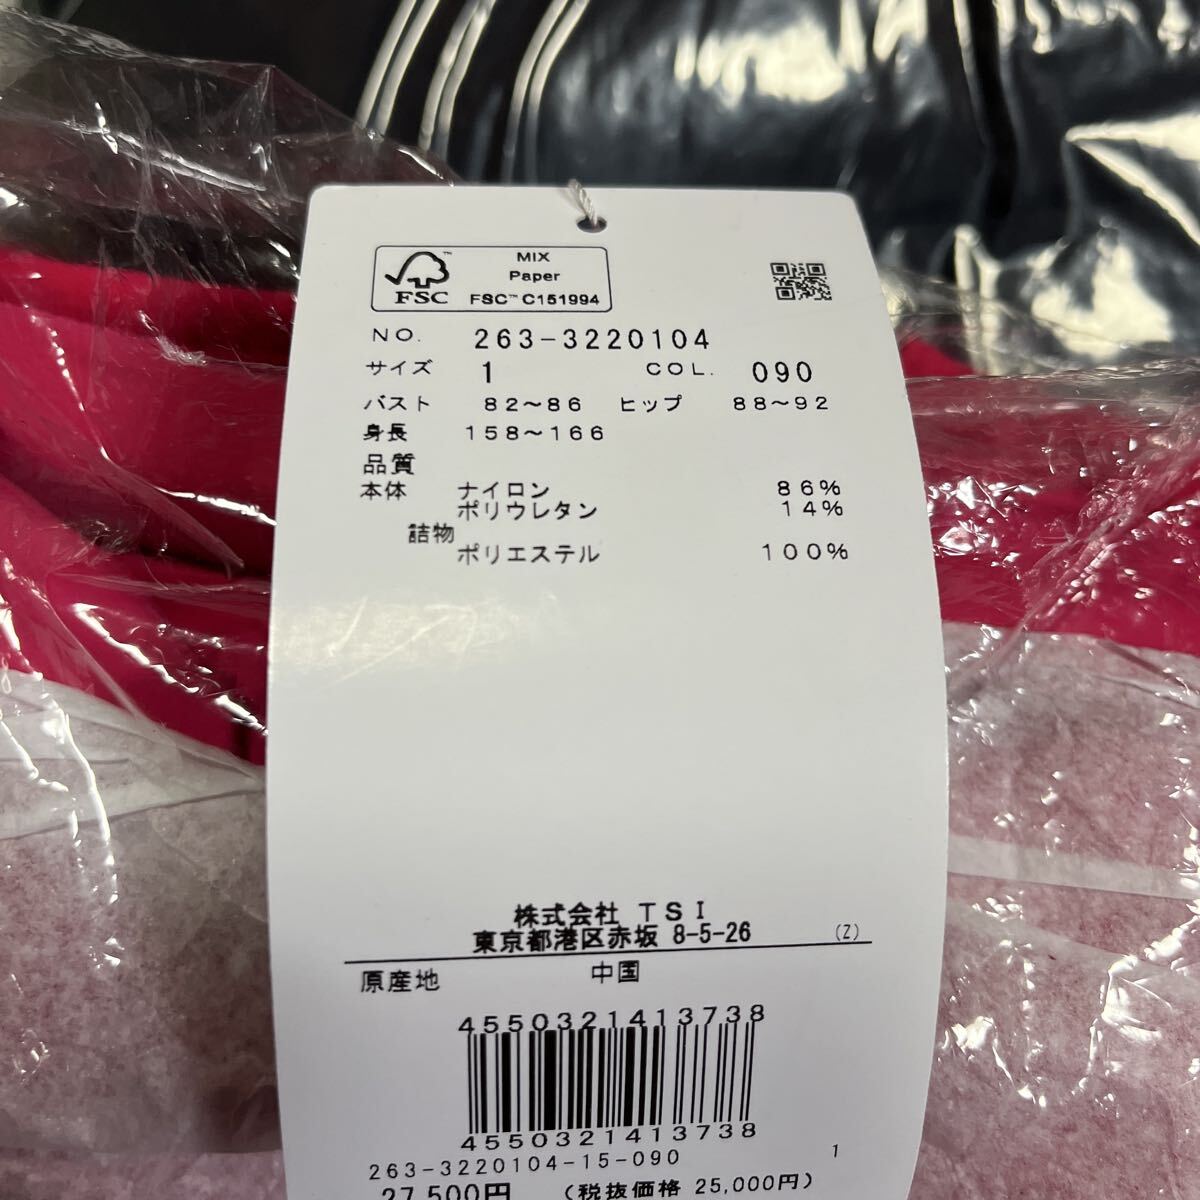 MIX
Paper
FSC™ C151994
FSC
NO. 263-3220104
サイズ 1 COL. 090
バスト 82～86 ヒップ 88～92
身長 158～166
品質
本体 ナイロン 86%
ポリウレタン 14%
詰物
ポリエステル 100%
株式会社 TSI
東京都港区赤坂 8-5-26 (Z)
原産地 中国
4550321413738
4550321413738
263-3220104-15-090 1
27,500円 (税抜価格 25,000円)